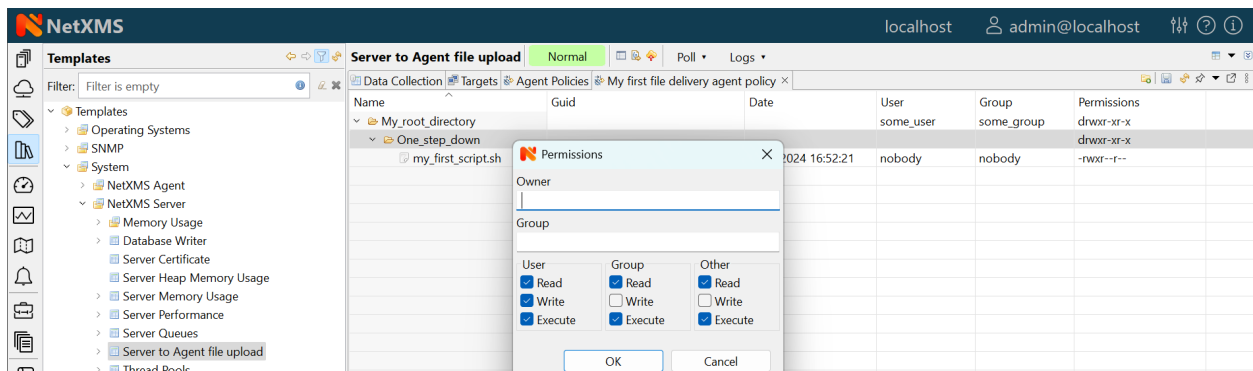 NetXMS localhost admin@localhost
Templates
Filter: Filter is empty
Templates
Operating Systems
SNMP
System
NetXMS Agent
NetXMS Server
Memory Usage
Database Writer
Server Certificate
Server Heap Memory Usage
Server Memory Usage
Server Performance
Server Queues
Server to Agent file upload
Thread Pools
Server to Agent file upload Normal Poll Logs
Data Collection Targets Agent Policies My first file delivery agent policy
Name Guid Date User Group Permissions
My_root_directory some_user some_group drwxr-xr-x
One_step_down drwxr-xr-x
my_first_script.sh 2024 16:52:21 nobody nobody -rwxr--r--
Permissions
Owner
Group
User Group Other
Read Read Read
Write Write Write
Execute Execute Execute
OK Cancel